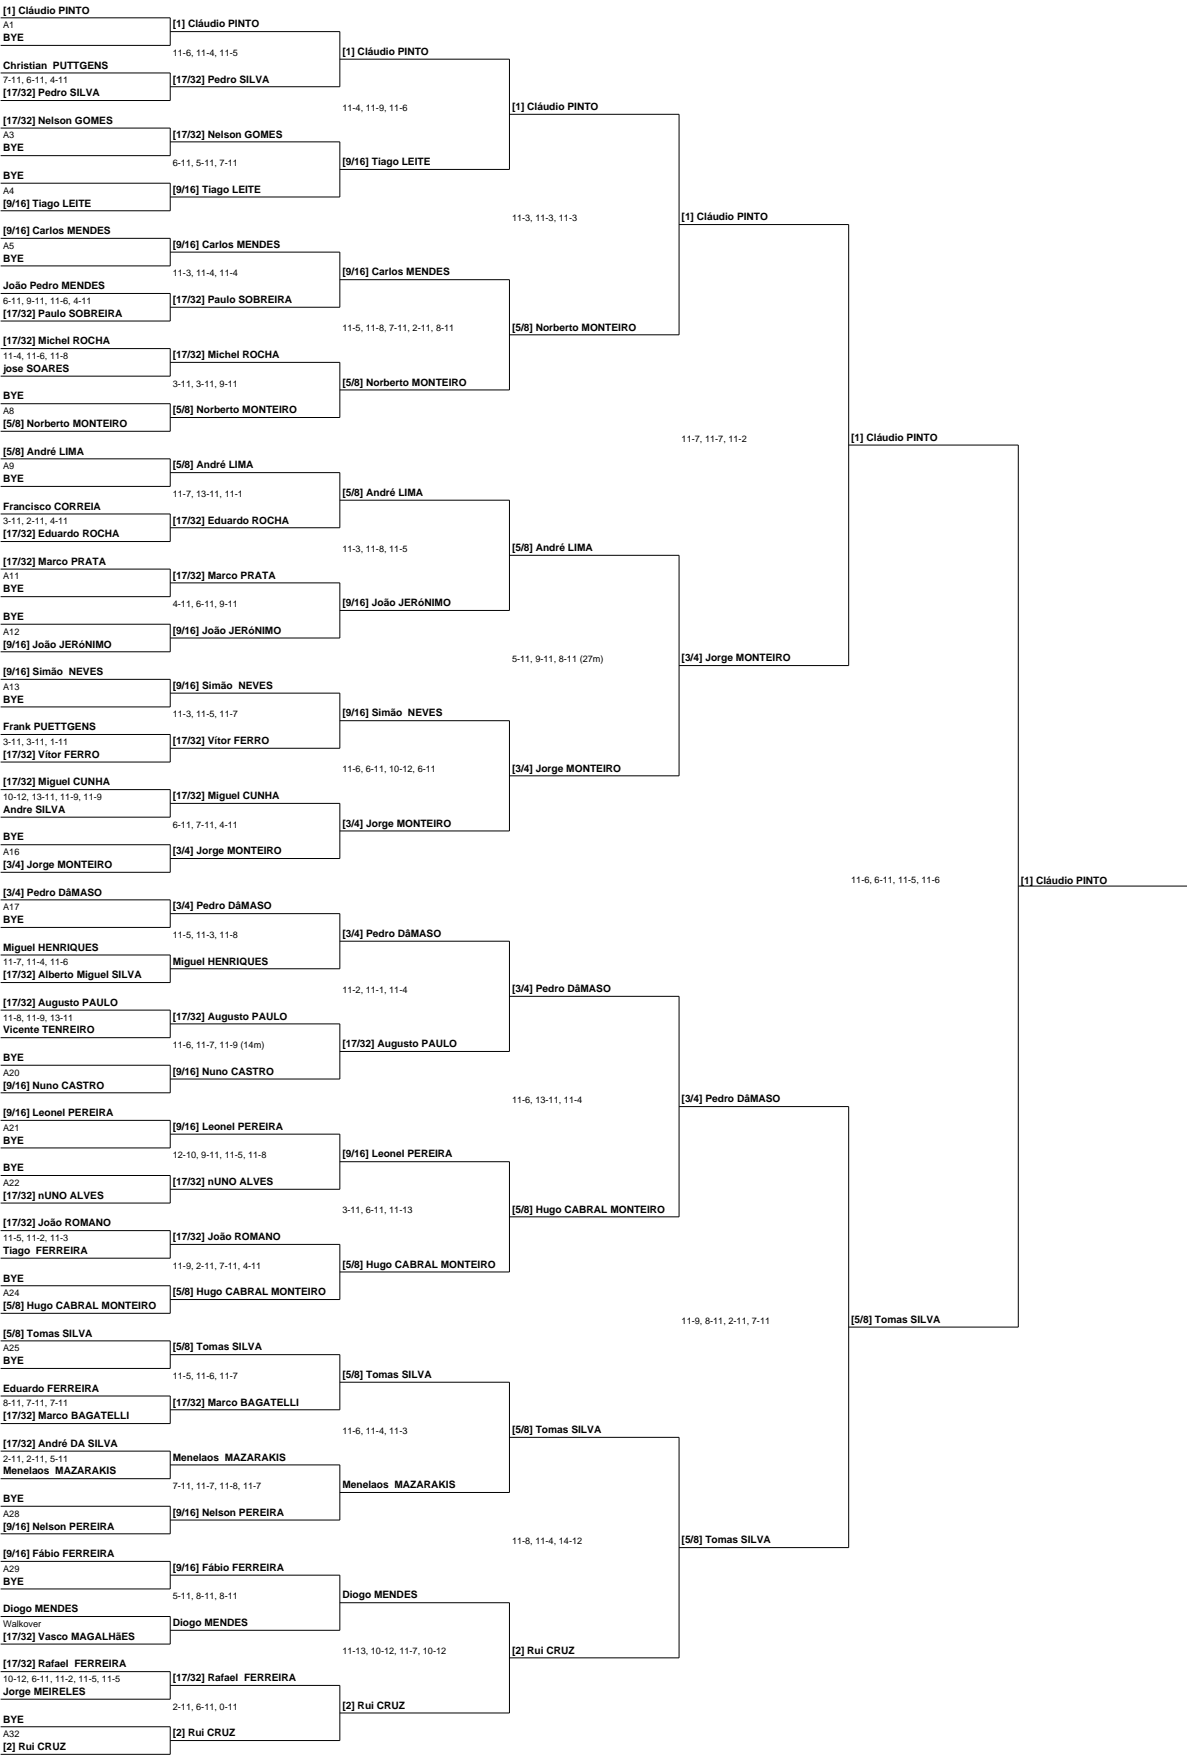 [1] Cláudio PINTO
A1
BYE
Christian  PUTTGENS
7-11, 6-11, 4-11
[17/32] Pedro SILVA
[17/32] Nelson GOMES
A3
BYE
BYE
A4
[9/16] Tiago LEITE
[9/16] Carlos MENDES
A5
BYE
João Pedro MENDES
6-11, 9-11, 11-6, 4-11
[17/32] Paulo SOBREIRA
[17/32] Michel ROCHA
11-4, 11-6, 11-8
jose SOARES
BYE
A8
[5/8] Norberto MONTEIRO
[5/8] André LIMA
A9
BYE
Francisco CORREIA
3-11, 2-11, 4-11
[17/32] Eduardo ROCHA
[17/32] Marco PRATA
A11
BYE
BYE
A12
[9/16] João JERóNIMO
[9/16] Simão  NEVES
A13
BYE
Frank PUETTGENS
3-11, 3-11, 1-11
[17/32] Vítor FERRO
[17/32] Miguel CUNHA
10-12, 13-11, 11-9, 11-9
Andre SILVA
BYE
A16
[3/4] Jorge MONTEIRO
[3/4] Pedro DâMASO
A17
BYE
Miguel HENRIQUES
11-7, 11-4, 11-6
[17/32] Alberto Miguel SILVA
[17/32] Augusto PAULO
11-8, 11-9, 13-11
Vicente TENREIRO
BYE
A20
[9/16] Nuno CASTRO
[9/16] Leonel PEREIRA
A21
BYE
BYE
A22
[17/32] nUNO ALVES
[17/32] João ROMANO
11-5, 11-2, 11-3
Tiago  FERREIRA
BYE
A24
[5/8] Hugo CABRAL MONTEIRO
[5/8] Tomas SILVA
A25
BYE
Eduardo FERREIRA
8-11, 7-11, 7-11
[17/32] Marco BAGATELLI
[17/32] André DA SILVA
2-11, 2-11, 5-11
Menelaos  MAZARAKIS
BYE
A28
[9/16] Nelson PEREIRA
[9/16] Fábio FERREIRA
A29
BYE
Diogo MENDES
Walkover
[17/32] Vasco MAGALHãES
[17/32] Rafael  FERREIRA
10-12, 6-11, 11-2, 11-5, 11-5
Jorge MEIRELES
BYE
A32
[2] Rui CRUZ
[1] Cláudio PINTO
11-6, 11-4, 11-5
[17/32] Pedro SILVA
[17/32] Nelson GOMES
6-11, 5-11, 7-11
[9/16] Tiago LEITE
[9/16] Carlos MENDES
11-3, 11-4, 11-4
[17/32] Paulo SOBREIRA
[17/32] Michel ROCHA
3-11, 3-11, 9-11
[5/8] Norberto MONTEIRO
[5/8] André LIMA
11-7, 13-11, 11-1
[17/32] Eduardo ROCHA
[17/32] Marco PRATA
4-11, 6-11, 9-11
[9/16] João JERóNIMO
[9/16] Simão  NEVES
11-3, 11-5, 11-7
[17/32] Vítor FERRO
[17/32] Miguel CUNHA
6-11, 7-11, 4-11
[3/4] Jorge MONTEIRO
[3/4] Pedro DâMASO
11-5, 11-3, 11-8
Miguel HENRIQUES
[17/32] Augusto PAULO
11-6, 11-7, 11-9 (14m)
[9/16] Nuno CASTRO
[9/16] Leonel PEREIRA
12-10, 9-11, 11-5, 11-8
[17/32] nUNO ALVES
[17/32] João ROMANO
11-9, 2-11, 7-11, 4-11
[5/8] Hugo CABRAL MONTEIRO
[5/8] Tomas SILVA
11-5, 11-6, 11-7
[17/32] Marco BAGATELLI
Menelaos  MAZARAKIS
7-11, 11-7, 11-8, 11-7
[9/16] Nelson PEREIRA
[9/16] Fábio FERREIRA
5-11, 8-11, 8-11
Diogo MENDES
[17/32] Rafael  FERREIRA
2-11, 6-11, 0-11
[2] Rui CRUZ
[1] Cláudio PINTO
11-4, 11-9, 11-6
[9/16] Tiago LEITE
[9/16] Carlos MENDES
11-5, 11-8, 7-11, 2-11, 8-11
[5/8] Norberto MONTEIRO
[5/8] André LIMA
11-3, 11-8, 11-5
[9/16] João JERóNIMO
[9/16] Simão  NEVES
11-6, 6-11, 10-12, 6-11
[3/4] Jorge MONTEIRO
[3/4] Pedro DâMASO
11-2, 11-1, 11-4
[17/32] Augusto PAULO
[9/16] Leonel PEREIRA
3-11, 6-11, 11-13
[5/8] Hugo CABRAL MONTEIRO
[5/8] Tomas SILVA
11-6, 11-4, 11-3
Menelaos  MAZARAKIS
Diogo MENDES
11-13, 10-12, 11-7, 10-12
[2] Rui CRUZ
[1] Cláudio PINTO
11-3, 11-3, 11-3
[5/8] Norberto MONTEIRO
[5/8] André LIMA
5-11, 9-11, 8-11 (27m)
[3/4] Jorge MONTEIRO
[3/4] Pedro DâMASO
11-6, 13-11, 11-4
[5/8] Hugo CABRAL MONTEIRO
[5/8] Tomas SILVA
11-8, 11-4, 14-12
[2] Rui CRUZ
[1] Cláudio PINTO
11-7, 11-7, 11-2
[3/4] Jorge MONTEIRO
[3/4] Pedro DâMASO
11-9, 8-11, 2-11, 7-11
[5/8] Tomas SILVA
[1] Cláudio PINTO
11-6, 6-11, 11-5, 11-6
[5/8] Tomas SILVA
[1] Cláudio PINTO